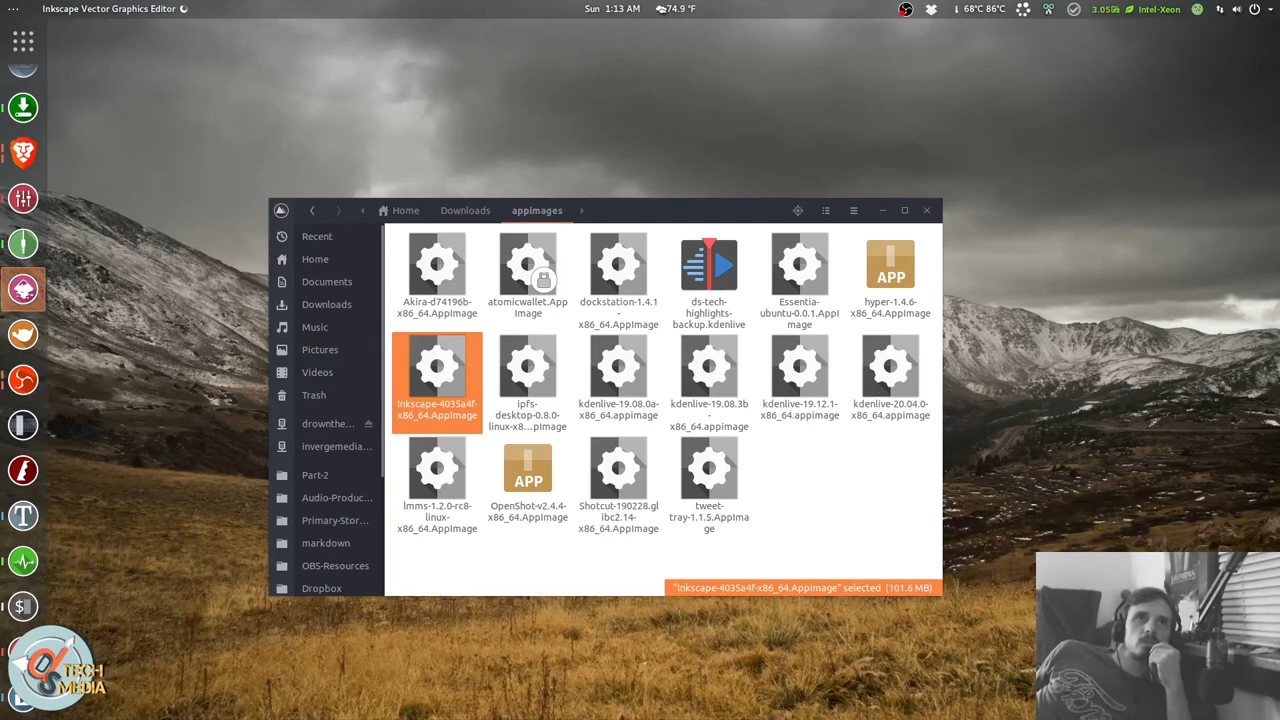 Inkscape Vector Graphics Editor
Sun 1:13 AM
74.9 °F
68°C 86°C
Intel-Xeon
Home
Downloads
appimages
Recent
Home
Documents
Downloads
Music
Pictures
Videos
Trash
drownthe...
invergemedia...
Part-2
Audio-Produc...
Primary-Stor...
markdown
OBS-Resources
Dropbox
Akira-d74196b-
x86_64.AppImage
atomicwallet.App
Image
dockstation-1.4.1
-
x86_64.AppImage
ds-tech-
highlights-
backup.kdenlive
Essentia-
ubuntu-0.0.1.AppI
mage
APP
hyper-1.4.6-
x86_64.AppImage
Inkscape-4035a4f-
x86_64.AppImage
ipfs-
desktop-0.8.0-
linux-x8...pImage
kdenlive-19.08.0a-
x86_64.appimage
kdenlive-19.08.3b
-
x86_64.appimage
kdenlive-19.12.1-
x86_64.appimage
kdenlive-20.04.0-
x86_64.appimage
lmms-1.2.0-rc8-
linux-
x86_64.AppImage
APP
OpenShot-v2.4.4-
x86_64.AppImage
Shotcut-190228.gl
ibc2.14-
x86_64.AppImage
tweet-
tray-1.1.5.AppIma
ge
"Inkscape-4035a4f-x86_64.AppImage" selected (101.6 MB)
T
$
DS
TECH
MEDIA